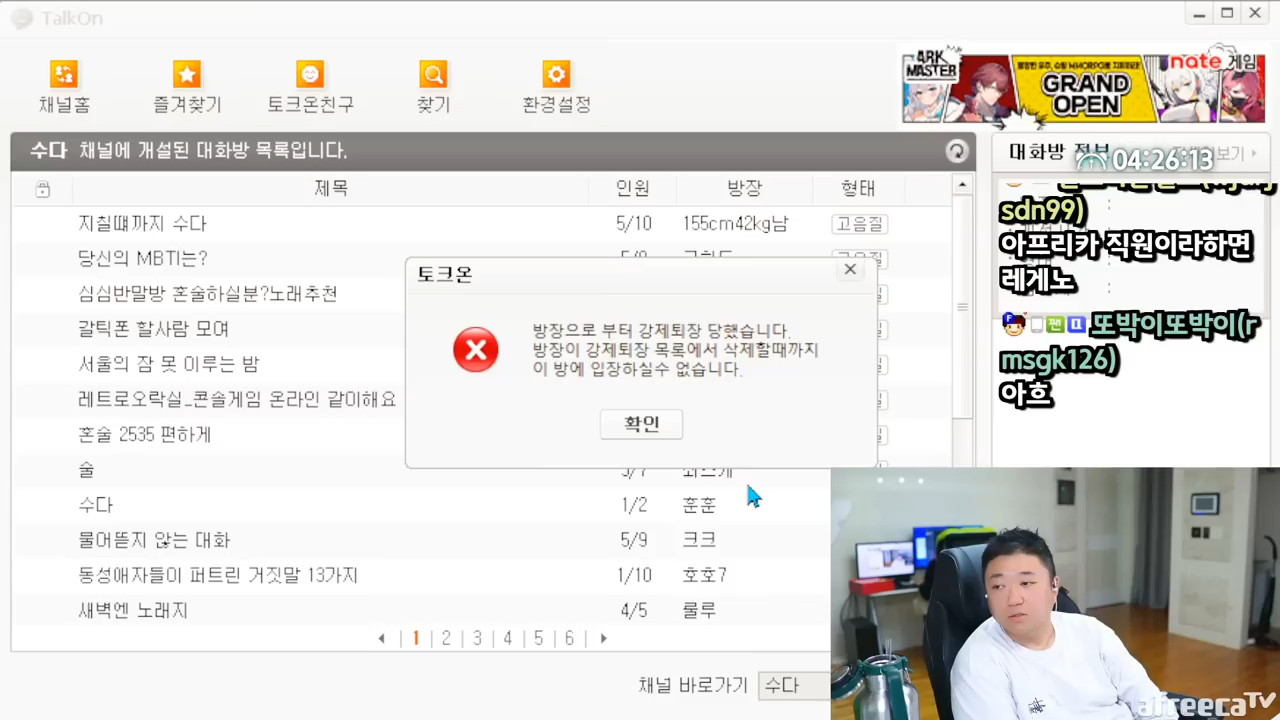 TalkOn
채널홈
즐겨찾기
토크온친구
찾기
환경설정
ARK MASTER
GRAND OPEN
nate 게임
수다 채널에 개설된 대화방 목록입니다.
대화방 정보
04:26:13
제목 인원 방장 형태
지칠때까지 수다 5/10 155cm42kg남 고음질
당신의 MBTI는?
심심반말방 혼술하실분?노래추천
갈틱폰 할사람 모여
서울의 잠 못 이루는 밤
레트로오락실_콘솔게임 온라인 같이해요
혼술 2535 편하게
술
수다 1/2 훈훈
물어뜯지 않는 대화 5/9 크크
동성애자들이 퍼트린 거짓말 13가지 1/10 호호7
새벽엔 노래지 4/5 룰루
1 2 3 4 5 6
채널 바로가기 수다
토크온
방장으로 부터 강제퇴장 당했습니다.
방장이 강제퇴장 목록에서 삭제할때까지
이 방에 입장하실수 없습니다.
확인
sdn99)
아프리카 직원이라하면
레게노
팬 또박이또박이(r
msgk126)
아흐
afreecaTV